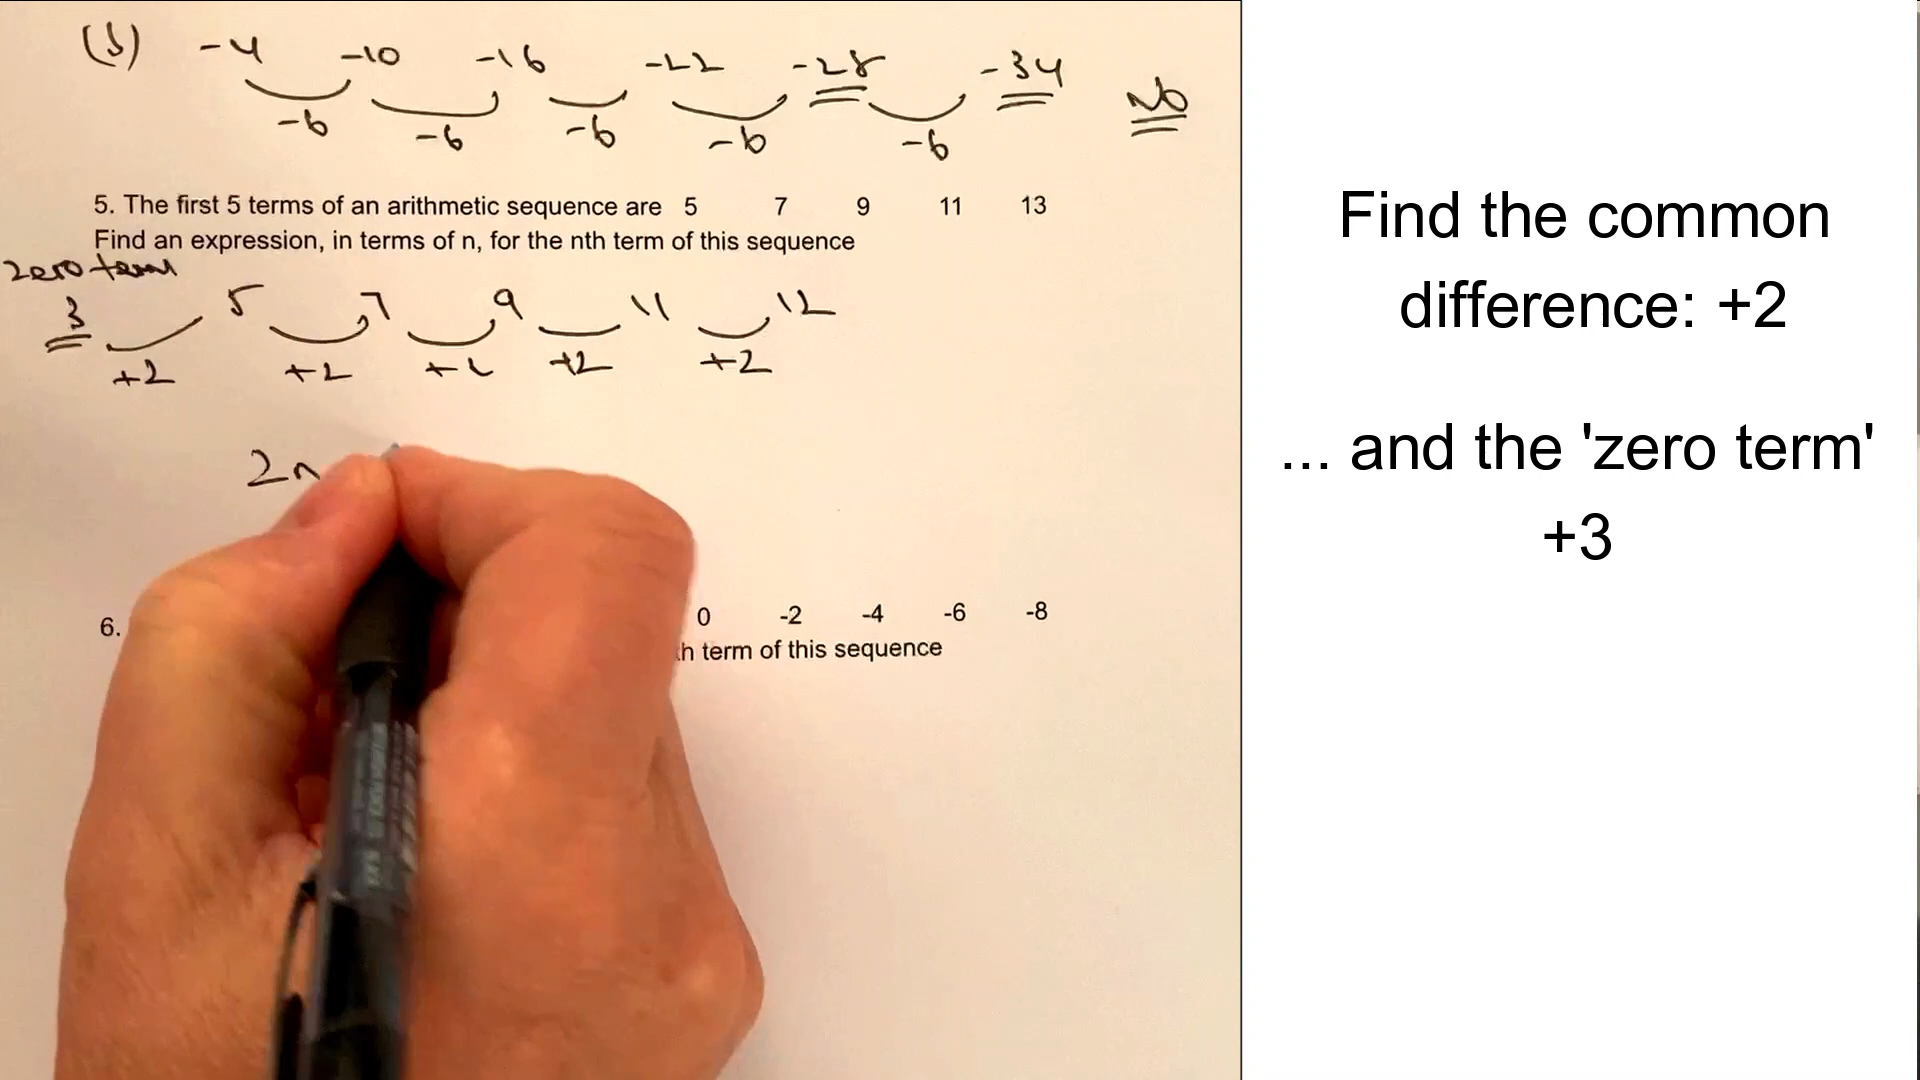 (b) -4 -10 -16 -22 -28 -34 No
-6 -6 -6 -6 -6
5. The first 5 terms of an arithmetic sequence are 5 7 9 11 13
Find an expression, in terms of n, for the nth term of this sequence
zero term
3 5 7 9 11 12
+2 +2 +2 +2 +2
2n
6. 0 -2 -4 -6 -8
term of this sequence
Find the common
difference: +2
... and the 'zero term'
+3